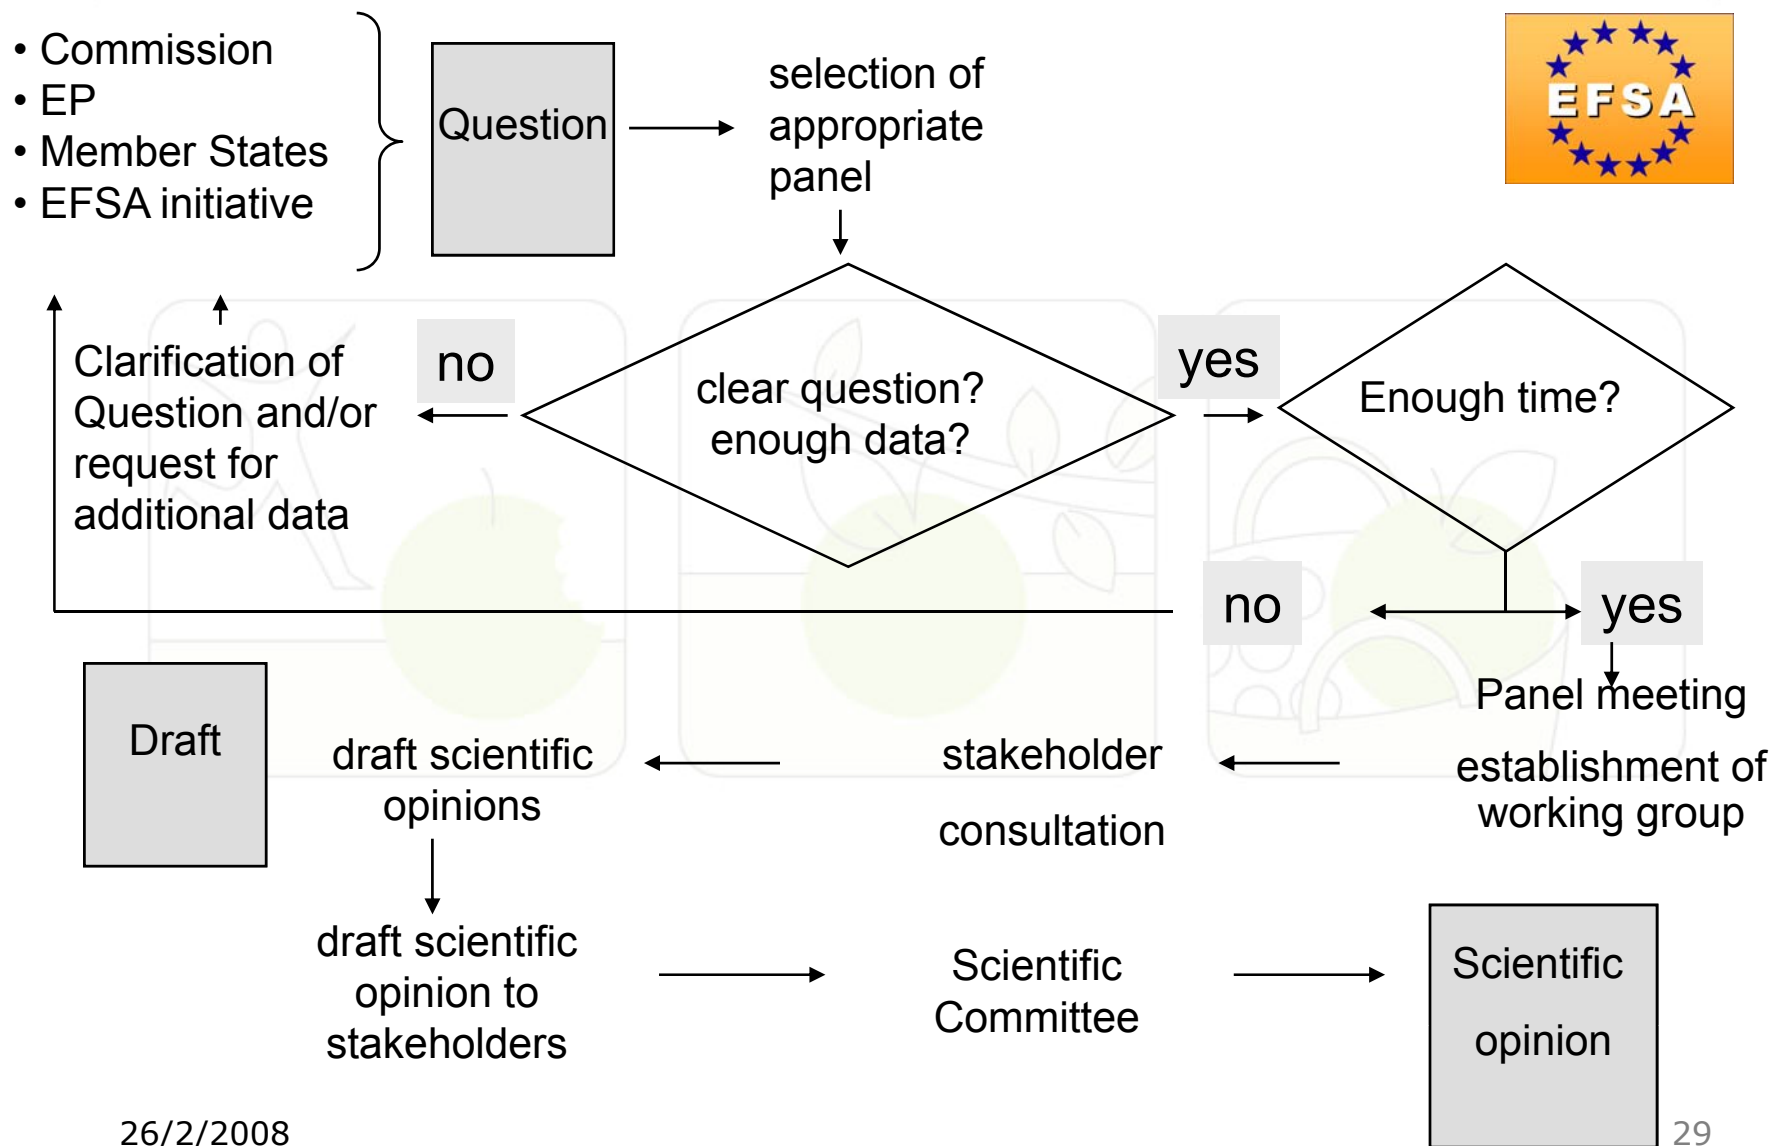 • Commission
• EP
• Member States
• EFSA initiative
Question
selection of
appropriate
panel
EFSA
Clarification of
Question and/or
request for
additional data
no
clear question?
enough data?
yes
Enough time?
no
yes
Panel meeting
establishment of
working group
stakeholder
consultation
draft scientific
opinions
Draft
draft scientific
opinion to
stakeholders
Scientific
Committee
Scientific
opinion
26/2/2008
29